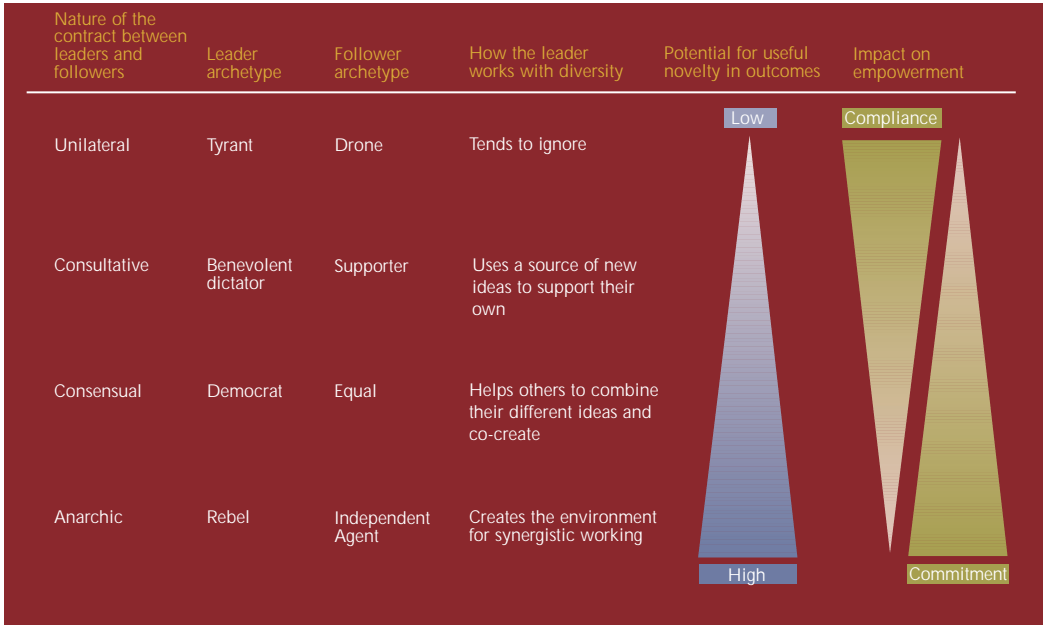 Nature of the
contract between
leaders and
followers
Leader
archetype
Follower
archetype
How the leader
works with diversity
Potential for useful
novelty in outcomes
Impact on
empowerment
Low
Compliance
Unilateral
Tyrant
Drone
Tends to ignore
Consultative
Benevolent
dictator
Supporter
Uses a source of new
ideas to support their
own
Consensual
Democrat
Equal
Helps others to combine
their different ideas and
co-create
Anarchic
Rebel
Independent
Agent
Creates the environment
for synergistic working
High
Commitment